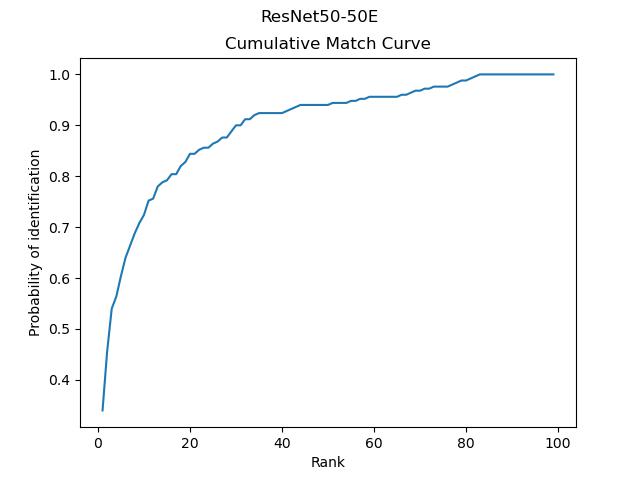 ResNet50-50E
Cumulative Match Curve
1.0
0.9
0.8
0.7
0.6
0.5
0.4
Probability of identification
0 20 40 60 80 100
Rank